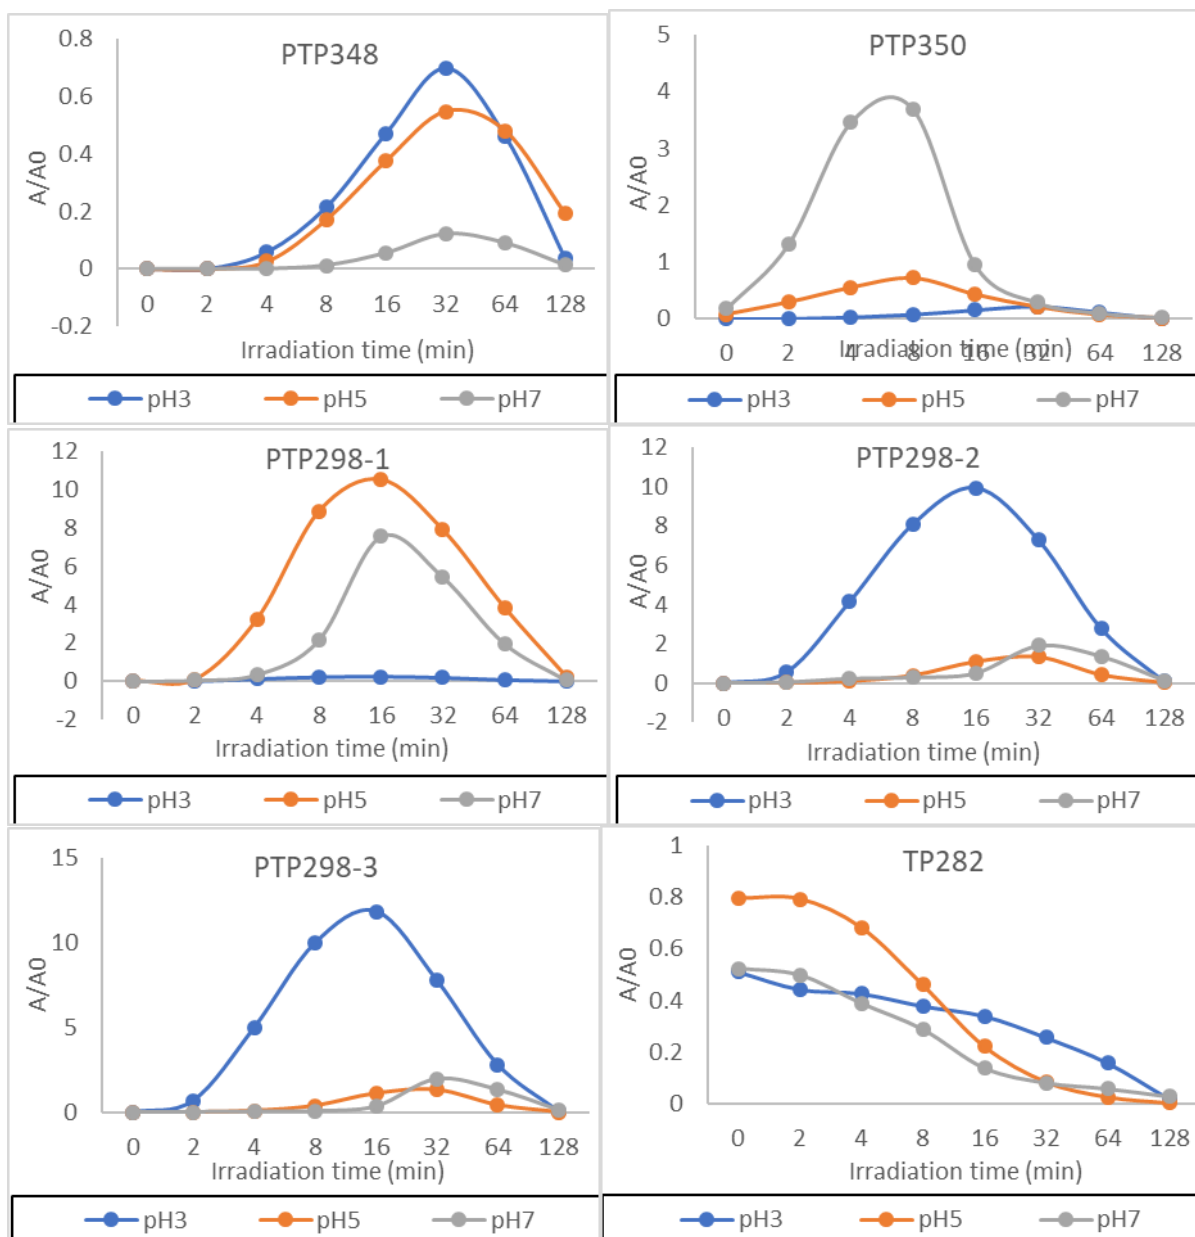 PTP348
A/A0
0.8
0.6
0.4
0.2
0
-0.2
0 2 4 8 16 32 64 128
Irradiation time (min)
pH3 pH5 pH7
PTP350
A/A0
5
4
3
2
1
0
0 2 4 8 16 32 64 128
Irradiation time (min)
pH3 pH5 pH7
PTP298-1
A/A0
12
10
8
6
4
2
0
-2
0 2 4 8 16 32 64 128
Irradiation time (min)
pH3 pH5 pH7
PTP298-2
A/A0
12
10
8
6
4
2
0
-2
0 2 4 8 16 32 64 128
Irradiation time (min)
pH3 pH5 pH7
PTP298-3
A/A0
15
10
5
0
0 2 4 8 16 32 64 128
Irradiation time (min)
pH3 pH5 pH7
TP282
A/A0
1
0.8
0.6
0.4
0.2
0
0 2 4 8 16 32 64 128
Irradiation time (min)
pH3 pH5 pH7